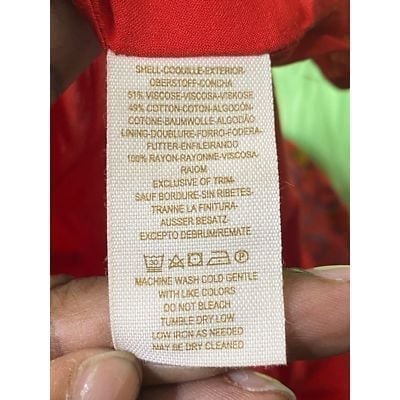 SHELL-COQUILLE-EXTERIOR-
OBERSTOFF-CONCHA
51% VISCOSE-VISCOSA-VISKOSE
49% COTTON-COTON-ALGODÓN-
COTONE-BAUMWOLLE-ALGODÃO
LINING-DOUBLURE-FORRO-FODERA-
FUTTER-ENFILEIRANDO
100% RAYON-RAYONNE-VISCOSA-
RAIOM
EXCLUSIVE OF TRIM-
SAUF BORDURE-SIN RIBETES-
TRANNE LA FINITURA-
AUSSER BESATZ-
EXCEPTO DEBRUM/REMATE
MACHINE WASH COLD GENTLE
WITH LIKE COLORS
DO NOT BLEACH
TUMBLE DRY LOW
LOW IRON AS NEEDED
MAY BE DRY CLEANED